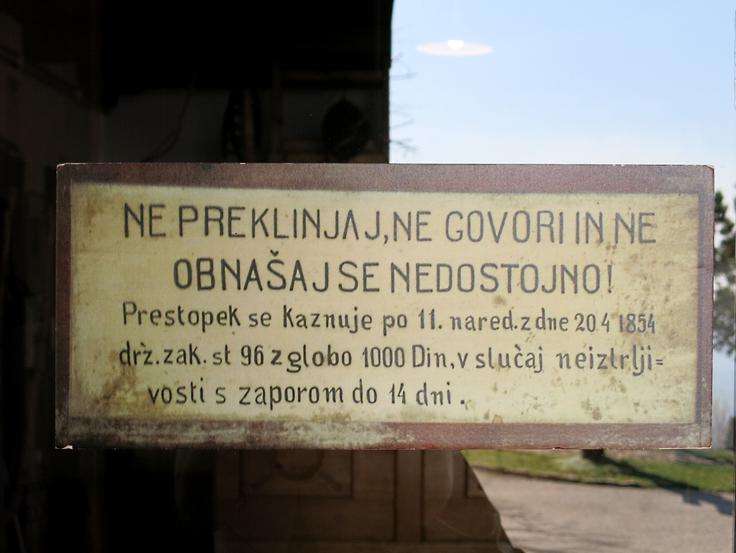 NE PREKLINJAJ, NE GOVORI IN NE
OBNAŠAJ SE NEDOSTOJNO!
Prestopek se Kaznuje po 11. nared. z dne 20 4 1854
drž. zak. st 96 z globo 1000 Din, v slučaj neiztrlji=
vosti s zaporom do 14 dni.